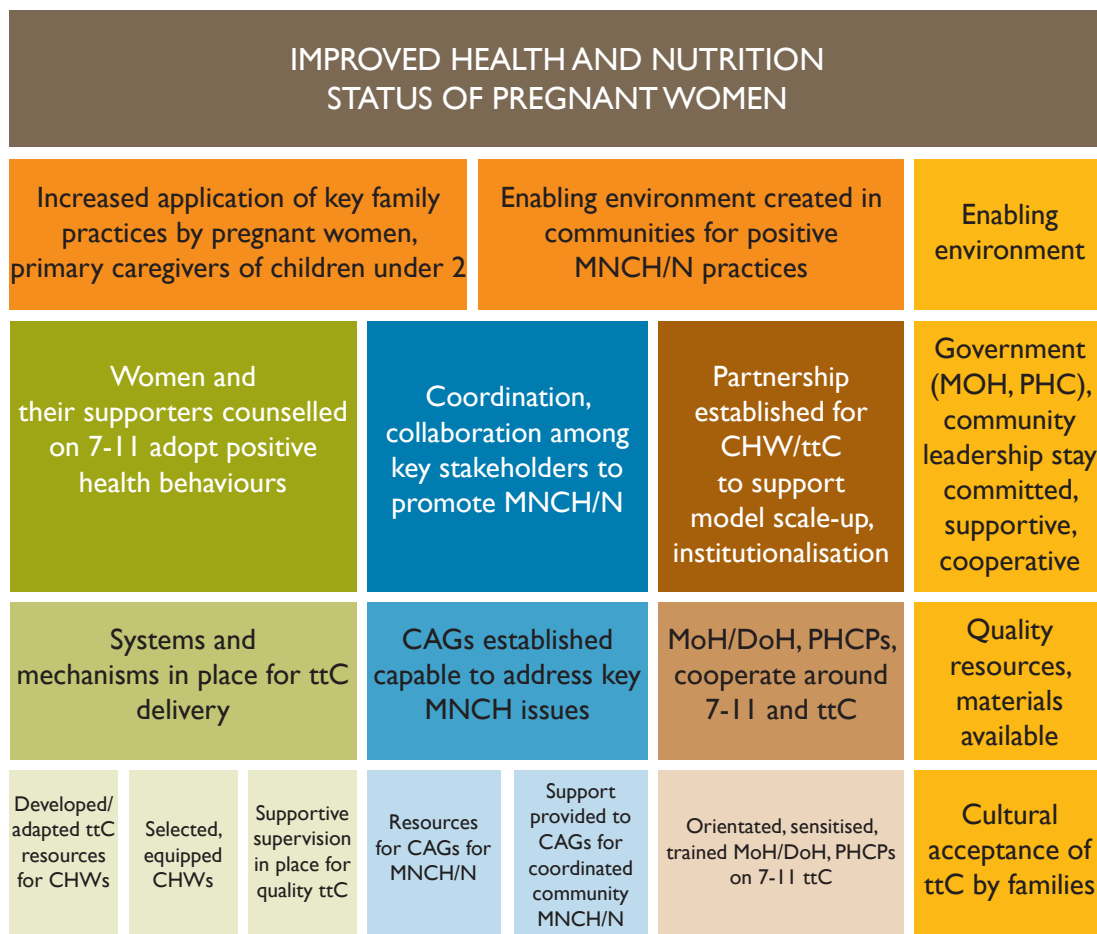 IMPROVED HEALTH AND NUTRITION
STATUS OF PREGNANT WOMEN
Increased application of key family
practices by pregnant women,
primary caregivers of children under 2
Enabling environment created in
communities for positive
MNCH/N practices
Enabling
environment
Women and
their supporters counselled
on 7-11 adopt positive
health behaviours
Coordination,
collaboration among
key stakeholders to
promote MNCH/N
Partnership
established for
CHW/ttC
to support
model scale-up,
institutionalisation
Government
(MOH, PHC),
community
leadership stay
committed,
supportive,
cooperative
Systems and
mechanisms in place for ttC
delivery
CAGs established
capable to address key
MNCH issues
MoH/DoH, PHCPs,
cooperate around
7-11 and ttC
Quality
resources,
materials
available
Developed/
adapted ttC
resources
for CHWs
Selected,
equipped
CHWs
Supportive
supervision
in place for
quality ttC
Resources
for CAGs for
MNCH/N
Support
provided to
CAGs for
coordinated
community
MNCH/N
Orientated, sensitised,
trained MoH/DoH, PHCPs
on 7-11 ttC
Cultural
acceptance of
ttC by families